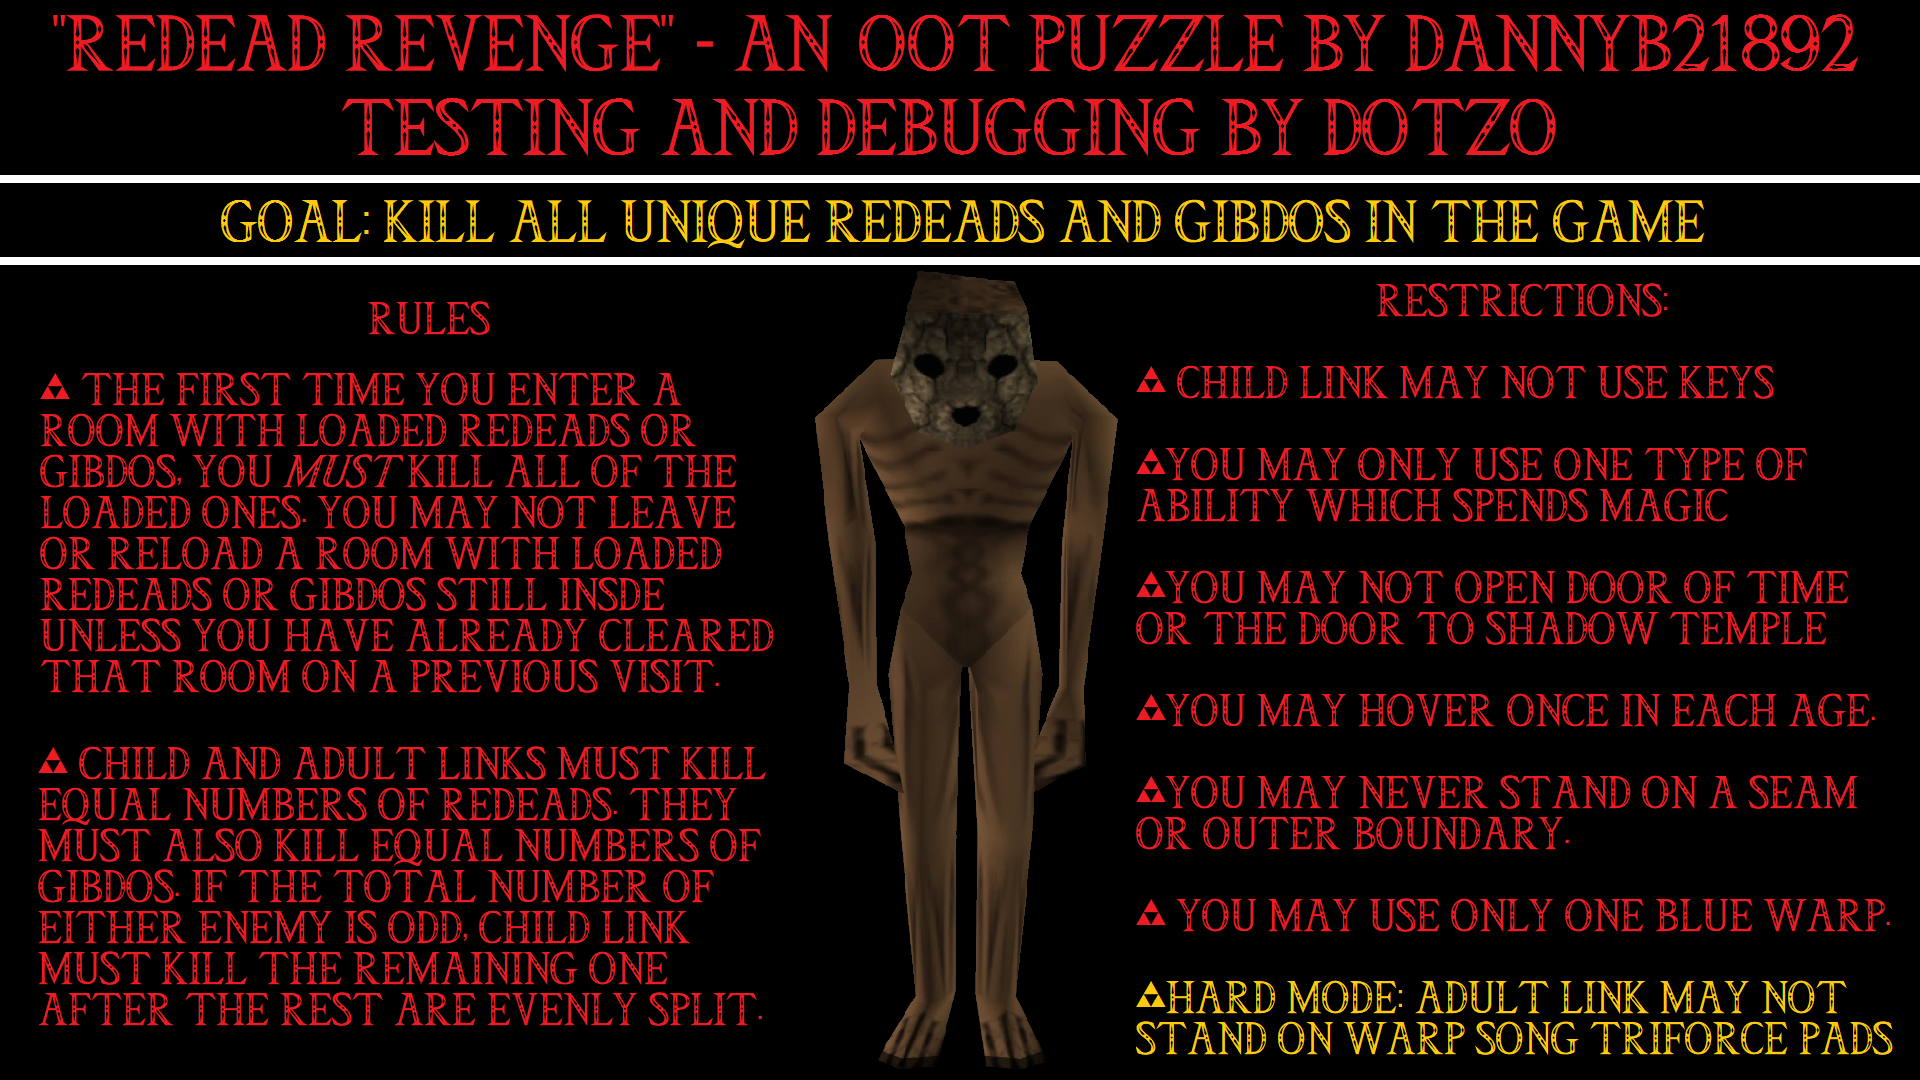 "REDEAD REVENGE" - AN OOT PUZZLE BY DANNYB21892
TESTING AND DEBUGGING BY DOTZO
GOAL: KILL ALL UNIQUE REDEADS AND GIBDOS IN THE GAME
RULES
THE FIRST TIME YOU ENTER A
ROOM WITH LOADED REDEADS OR
GIBDOS, YOU MUST KILL ALL OF THE
LOADED ONES. YOU MAY NOT LEAVE
OR RELOAD A ROOM WITH LOADED
REDEADS OR GIBDOS STILL INSDE
UNLESS YOU HAVE ALREADY CLEARED
THAT ROOM ON A PREVIOUS VISIT.
CHILD AND ADULT LINKS MUST KILL
EQUAL NUMBERS OF REDEADS. THEY
MUST ALSO KILL EQUAL NUMBERS OF
GIBDOS. IF THE TOTAL NUMBER OF
EITHER ENEMY IS ODD, CHILD LINK
MUST KILL THE REMAINING ONE
AFTER THE REST ARE EVENLY SPLIT.
RESTRICTIONS:
CHILD LINK MAY NOT USE KEYS
YOU MAY ONLY USE ONE TYPE OF
ABILITY WHICH SPENDS MAGIC
YOU MAY NOT OPEN DOOR OF TIME
OR THE DOOR TO SHADOW TEMPLE
YOU MAY HOVER ONCE IN EACH AGE.
YOU MAY NEVER STAND ON A SEAM
OR OUTER BOUNDARY.
YOU MAY USE ONLY ONE BLUE WARP.
HARD MODE: ADULT LINK MAY NOT
STAND ON WARP SONG TRIFORCE PADS